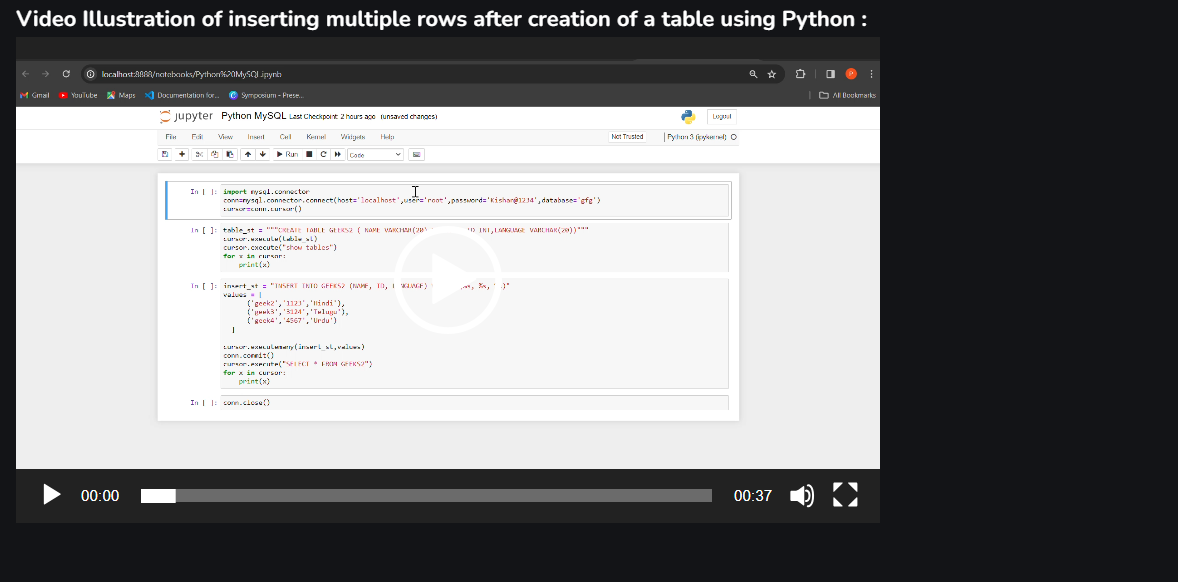 Video Illustration of inserting multiple rows after creation of a table using Python :
localhost:8888/notebooks/Python%20MySQL.ipynb
P
Gmail YouTube Maps Documentation for... Symposium - Prese... All Bookmarks
jupyter Python MySQL Last Checkpoint: 2 hours ago (unsaved changes) Logout
File Edit View Insert Cell Kernel Widgets Help Not Trusted Python 3 (ipykernel)
Run Code
In [ ]: import mysql.connector
conn=mysql.connector.connect(host='localhost',user='root',password='Kishan@1234',database='gfg')
cursor=conn.cursor()
In [ ]: table_st = """CREATE TABLE GEEKS2 ( NAME VARCHAR(20) INT,LANGUAGE VARCHAR(20))"""
cursor.execute(table_st)
cursor.execute("show tables")
for x in cursor:
print(x)
In [ ]: insert_st = "INSERT INTO GEEKS2 (NAME, ID, LANGUAGE) %s, )"
values = [
('geek2','1123','Hindi'),
('geek3','3124','Telugu'),
('geek4','4567','Urdu')
]
cursor.executemany(insert_st,values)
conn.commit()
cursor.execute("SELECT * FROM GEEKS2")
for x in cursor:
print(x)
In [ ]: conn.close()
00:00 00:37